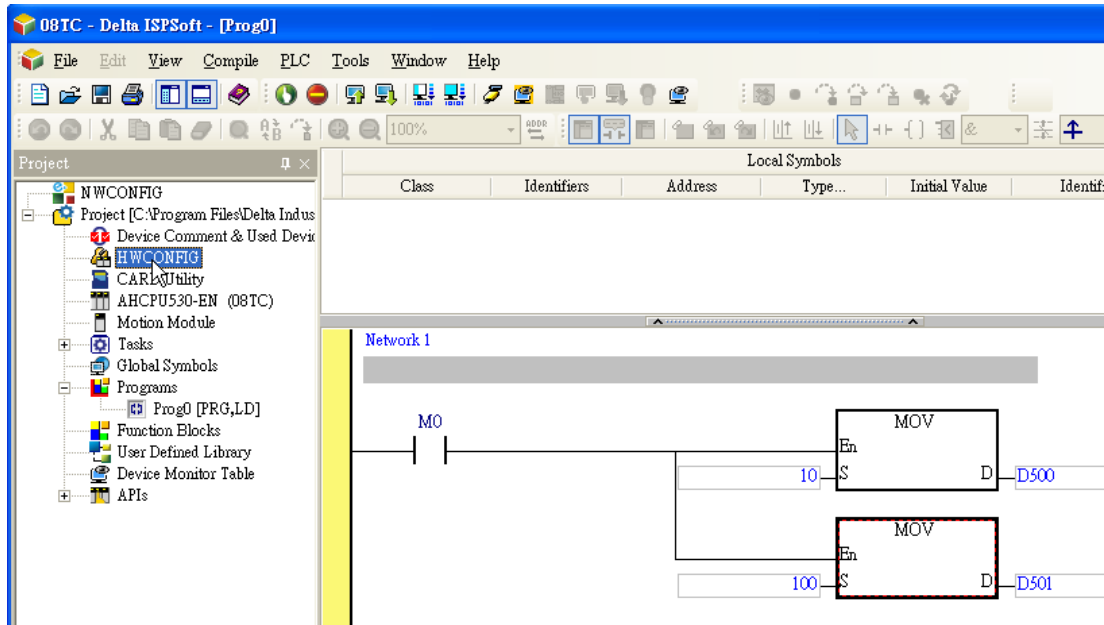 08TC - Delta ISPSoft - [Prog0]
File Edit View Compile PLC Tools Window Help
100%
ADDR
&
Project
NWCONFIG
Project [C:\Program Files\Delta Indus
Device Comment & Used Devic
HWCONFIG
CARD Utility
AHCPU530-EN (08TC)
Motion Module
Tasks
Global Symbols
Programs
Prog0 [PRG,LD]
Function Blocks
User Defined Library
Device Monitor Table
APIs
Local Symbols
Class Identifiers Address Type... Initial Value Identif
Network 1
M0
MOV
En
10 S D D500
MOV
En
100 S D D501